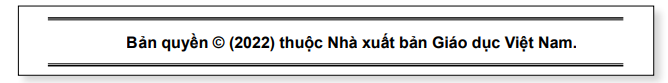 Bản quyền © (2022) thuộc Nhà xuất bản Giáo dục Việt Nam.